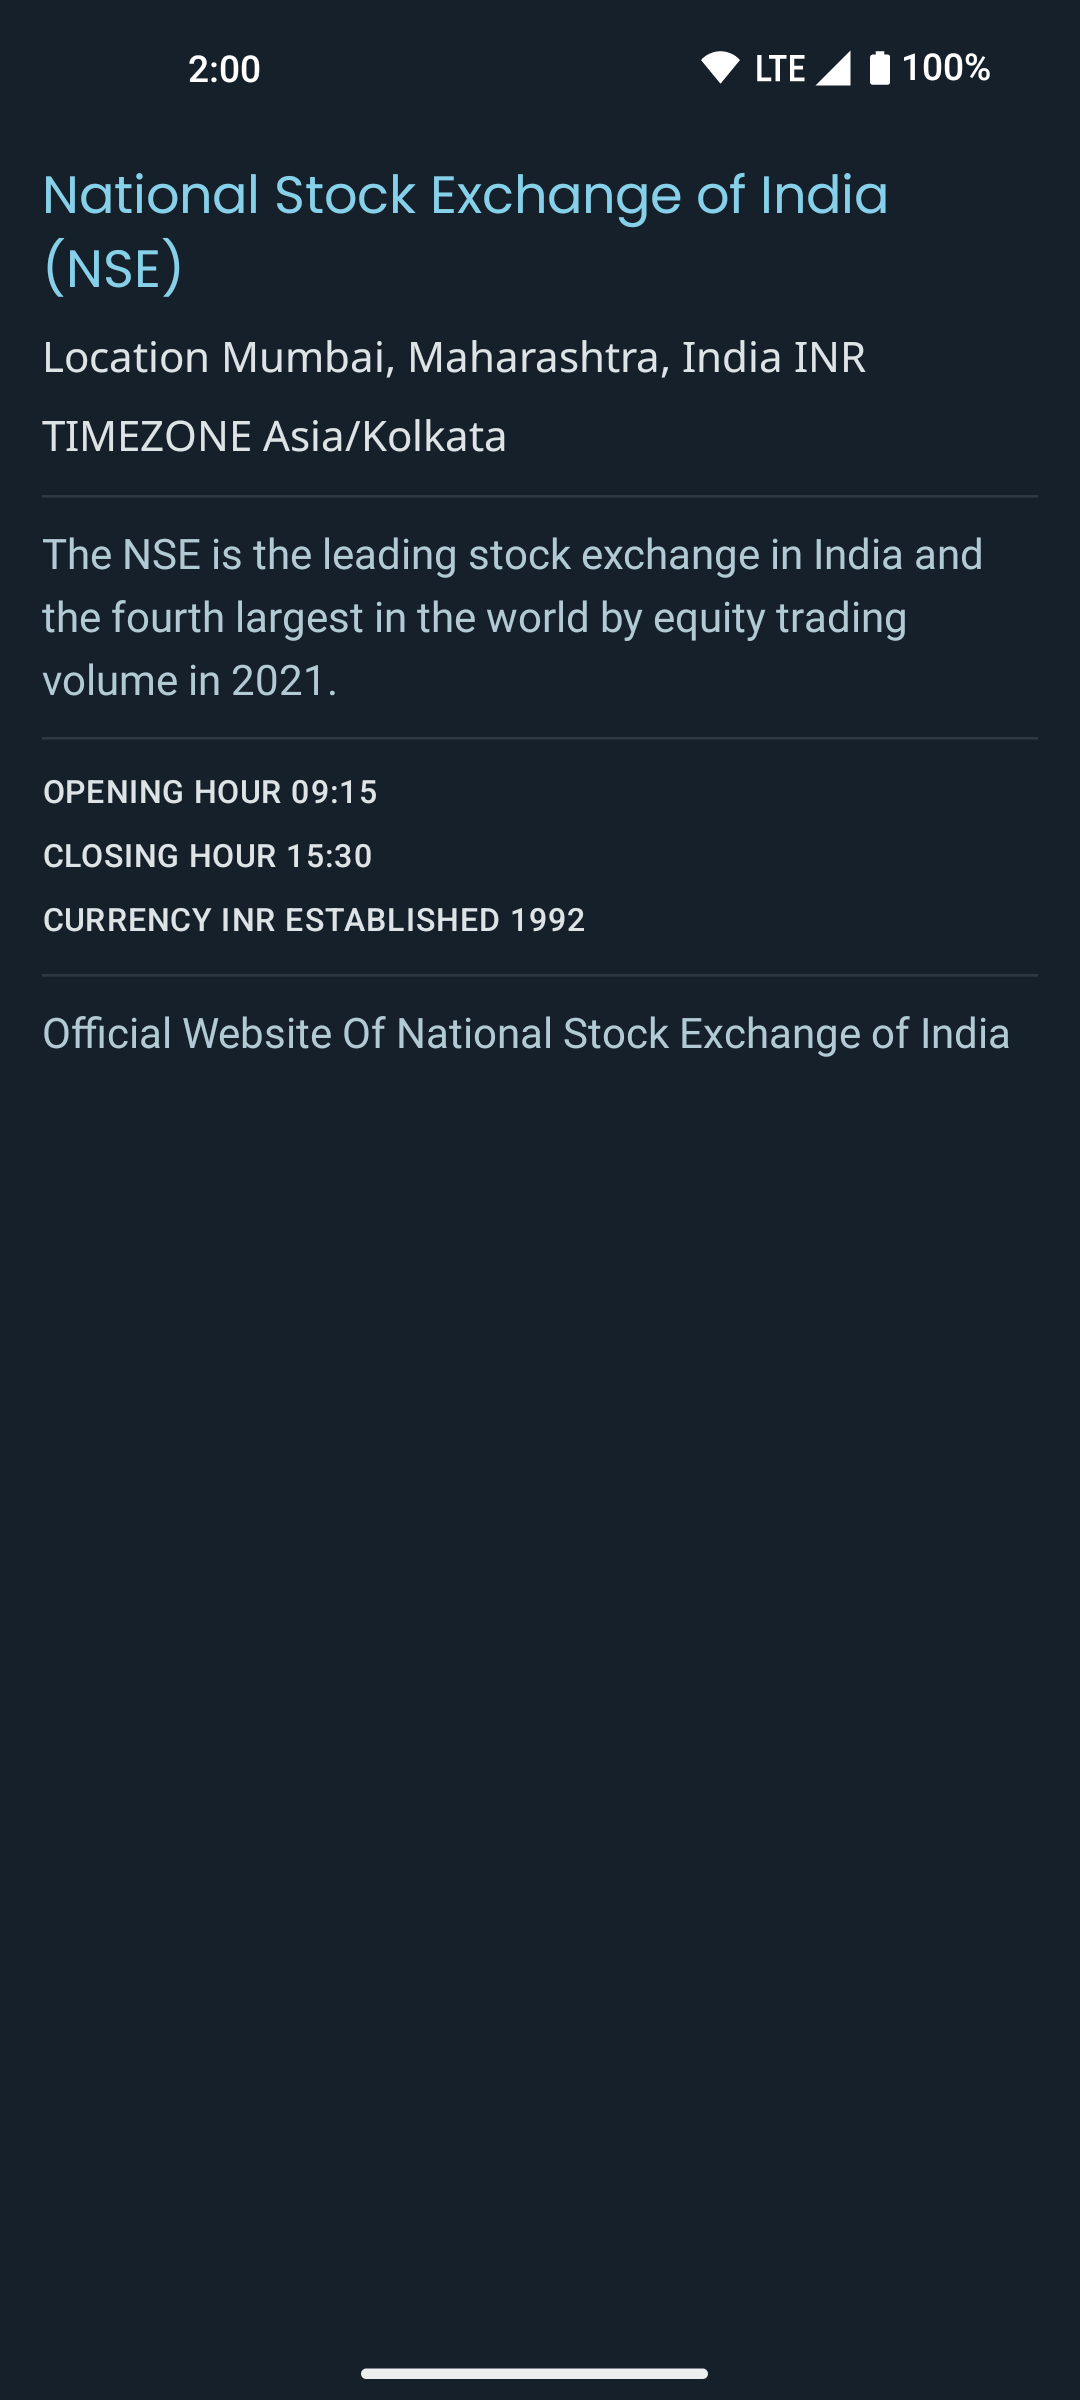 2:00 LTE 100%
National Stock Exchange of India
(NSE)
Location Mumbai, Maharashtra, India INR
TIMEZONE Asia/Kolkata
The NSE is the leading stock exchange in India and
the fourth largest in the world by equity trading
volume in 2021.
OPENING HOUR 09:15
CLOSING HOUR 15:30
CURRENCY INR ESTABLISHED 1992
Official Website Of National Stock Exchange of India